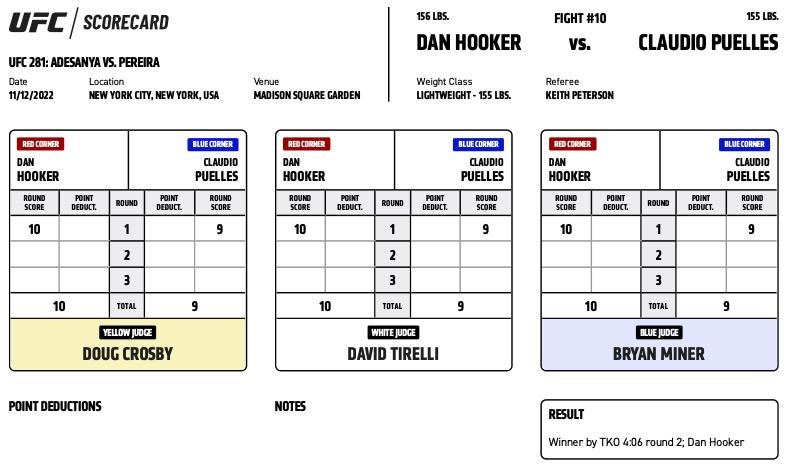 UFC SCORECARD
UFC 281: ADESANYA VS. PEREIRA
Date Location Venue
11/12/2022 NEW YORK CITY, NEW YORK, USA MADISON SQUARE GARDEN
156 LBS. FIGHT #10 155 LBS.
DAN HOOKER vs. CLAUDIO PUELLES
Weight Class Referee
LIGHTWEIGHT - 155 LBS. KEITH PETERSON
RED CORNER BLUE CORNER
DAN CLAUDIO
HOOKER PUELLES
ROUND SCORE POINT DEDUCT. ROUND POINT DEDUCT. ROUND SCORE
10 1 9
2
3
10 TOTAL 9
YELLOW JUDGE
DOUG CROSBY
RED CORNER BLUE CORNER
DAN CLAUDIO
HOOKER PUELLES
ROUND SCORE POINT DEDUCT. ROUND POINT DEDUCT. ROUND SCORE
10 1 9
2
3
10 TOTAL 9
WHITE JUDGE
DAVID TIRELLI
RED CORNER BLUE CORNER
DAN CLAUDIO
HOOKER PUELLES
ROUND SCORE POINT DEDUCT. ROUND POINT DEDUCT. ROUND SCORE
10 1 9
2
3
10 TOTAL 9
BLUE JUDGE
BRYAN MINER
POINT DEDUCTIONS
NOTES
RESULT
Winner by TKO 4:06 round 2; Dan Hooker